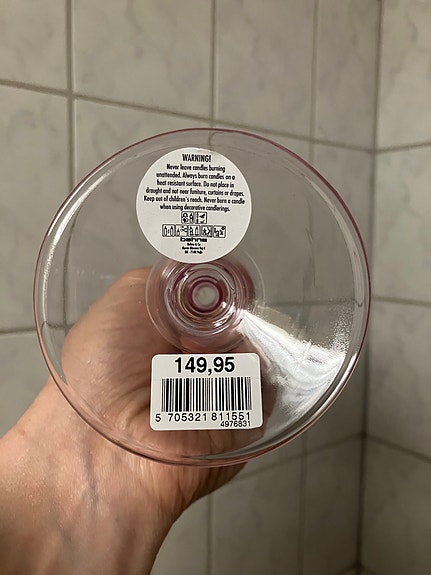 WARNING!
Never leave candles burning
unattended. Always burn candles on a
heat resistant surface. Do not place in
draught and not near funiture, curtains or drapes.
Keep out of children's reach. Never burn a candle
when using decorative candlerings.
behne
149,95
5 705321 811551
4976831